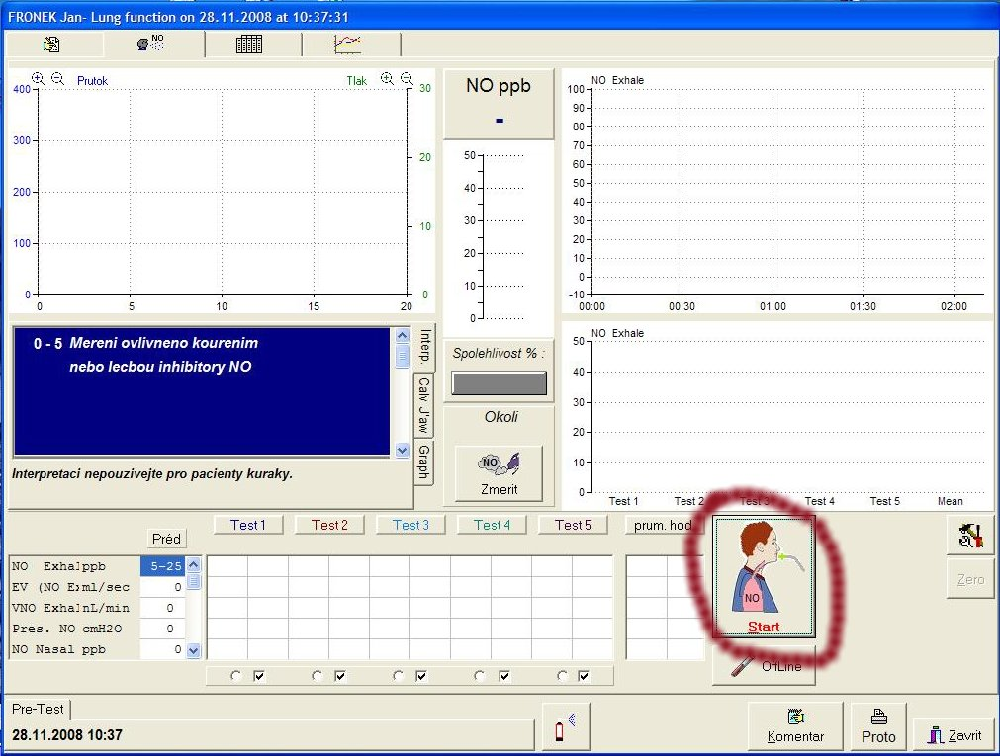 FRONEK Jan- Lung function on 28.11.2008 at 10:37:31
NO
Prutok
Tlak
400
300
200
100
0
30
20
10
0
0 5 10 15 20
NO ppb
-
50
40
30
20
10
0
NO Exhale
100
90
80
70
60
50
40
30
20
10
0
-10
00:00 00:30 01:00 01:30 02:00
0 - 5 Mereni ovlivneno kourenim
nebo lecbou inhibitory NO
Interp.
Calv J'aw
Graph
Interpretaci nepouzivejte pro pacienty kuraky.
Spolehlivost % :
Okoli
NO
Zmerit
NO Exhale
50
40
30
20
10
0
Test 1 Test 2 Test 3 Test 4 Test 5 Mean
Test 1 Test 2 Test 3 Test 4 Test 5 prum. hod
Préd
NO Exhalppb 5-25
EV (NO E:ml/sec 0
VNO ExhalnL/min 0
Pres. NO cmH2O 0
NO Nasal ppb 0
NO
Start
OffLine
Zero
Pre-Test
28.11.2008 10:37
Komentar
Proto
Zavrit